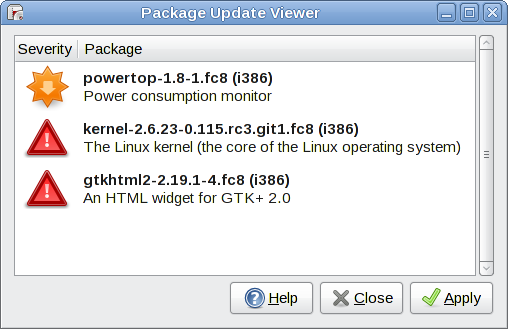 Package Update Viewer
Severity Package
powertop-1.8-1.fc8 (i386)
Power consumption monitor
kernel-2.6.23-0.115.rc3.git1.fc8 (i386)
The Linux kernel (the core of the Linux operating system)
gtkhtml2-2.19.1-4.fc8 (i386)
An HTML widget for GTK+ 2.0
Help Close Apply